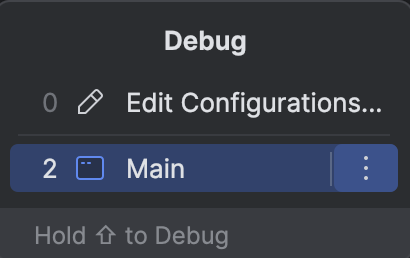 Debug
0 Edit Configurations...
2 Main
Hold ⇧ to Debug